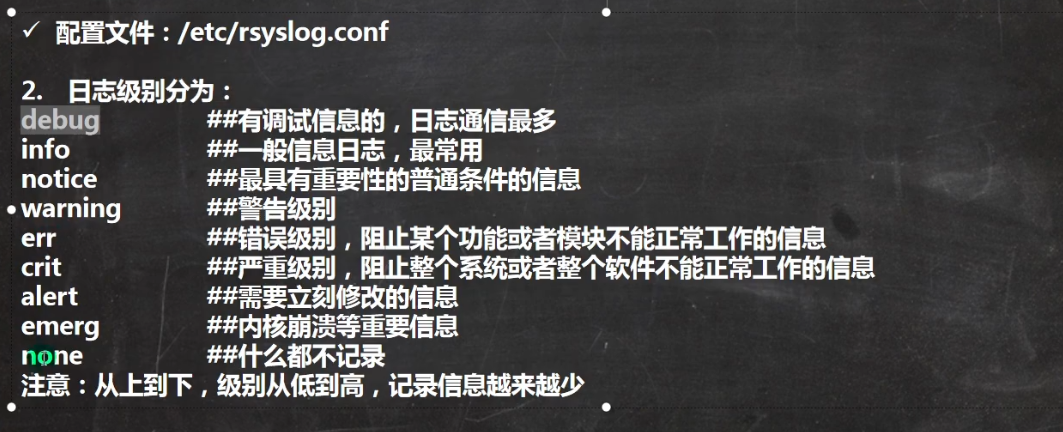 ✓ 配置文件：/etc/rsyslog.conf
2. 日志级别分为：
debug ##有调试信息的，日志通信最多
info ##一般信息日志，最常用
notice ##最具有重要性的普通条件的信息
warning ##警告级别
err ##错误级别，阻止某个功能或者模块不能正常工作的信息
crit ##严重级别，阻止整个系统或者整个软件不能正常工作的信息
alert ##需要立刻修改的信息
emerg ##内核崩溃等重要信息
none ##什么都不记录
注意：从上到下，级别从低到高，记录信息越来越少